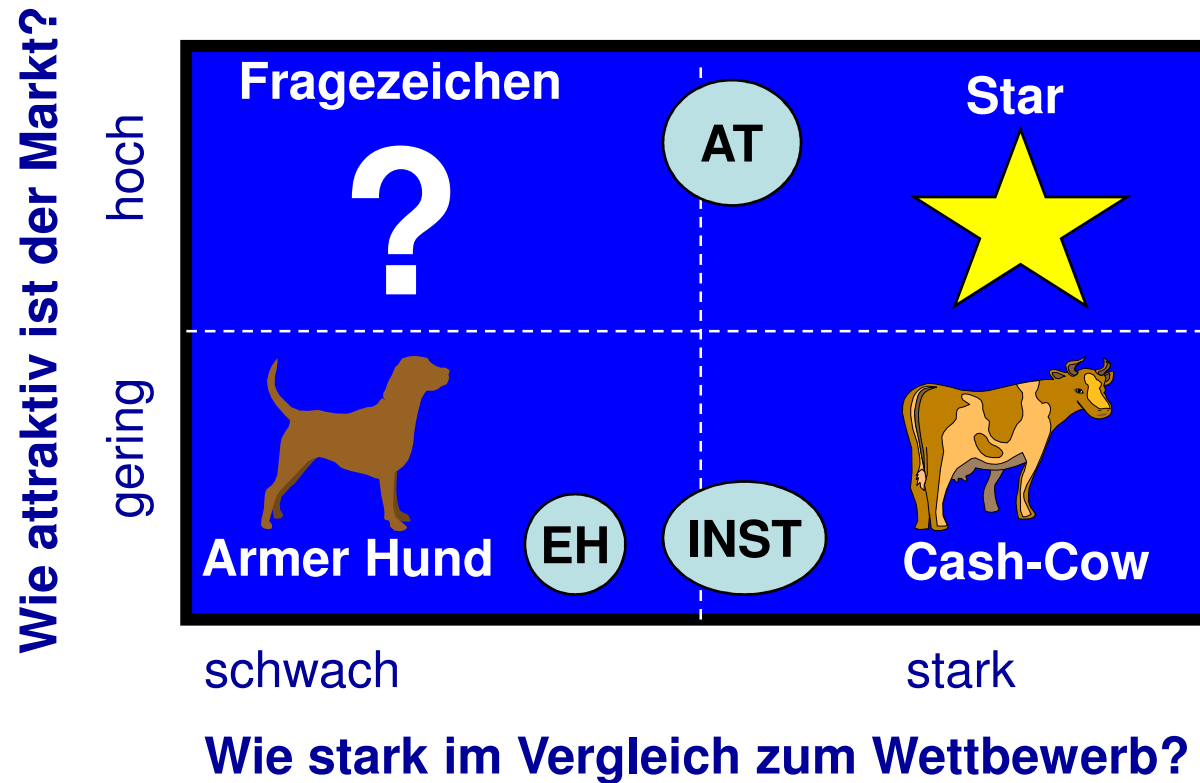 Wie attraktiv ist der Markt?
hoch
gering
Fragezeichen
?
AT
Star
Armer Hund
EH
INST
Cash-Cow
schwach
stark
Wie stark im Vergleich zum Wettbewerb?